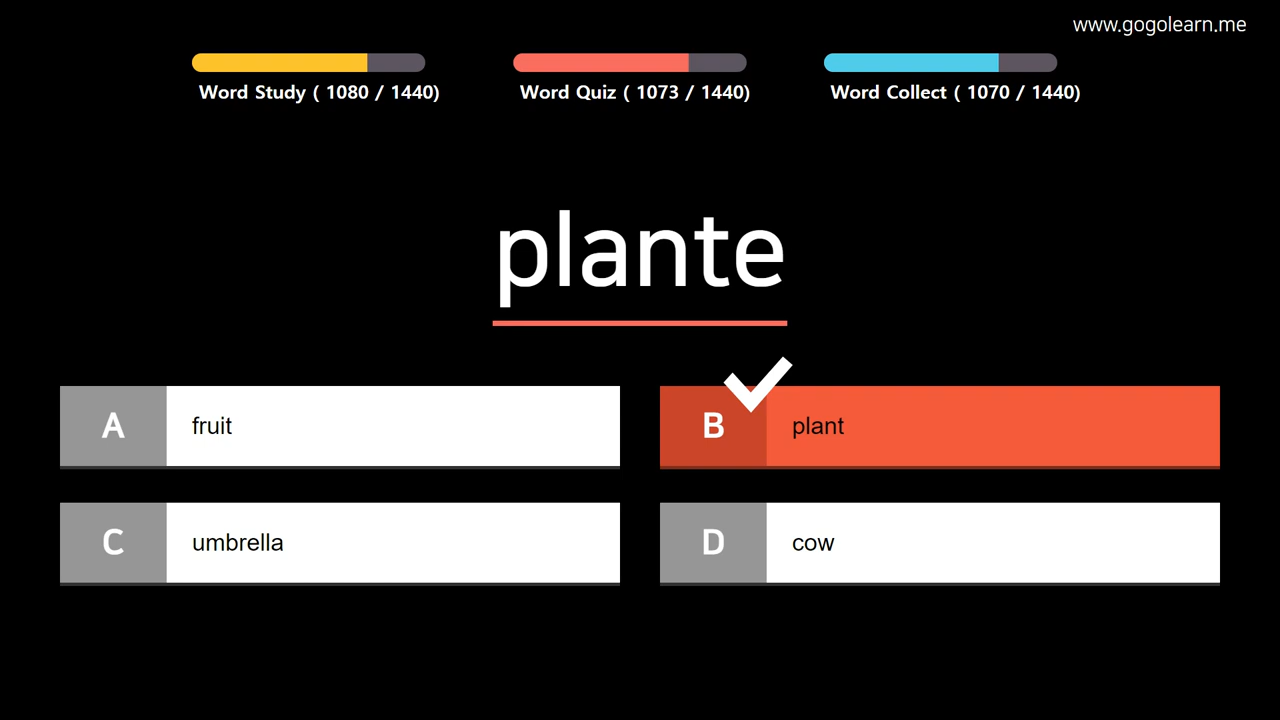 www.gogolearn.me
Word Study ( 1080 / 1440)
Word Quiz ( 1073 / 1440)
Word Collect ( 1070 / 1440)
plante
A fruit
B plant
C umbrella
D cow